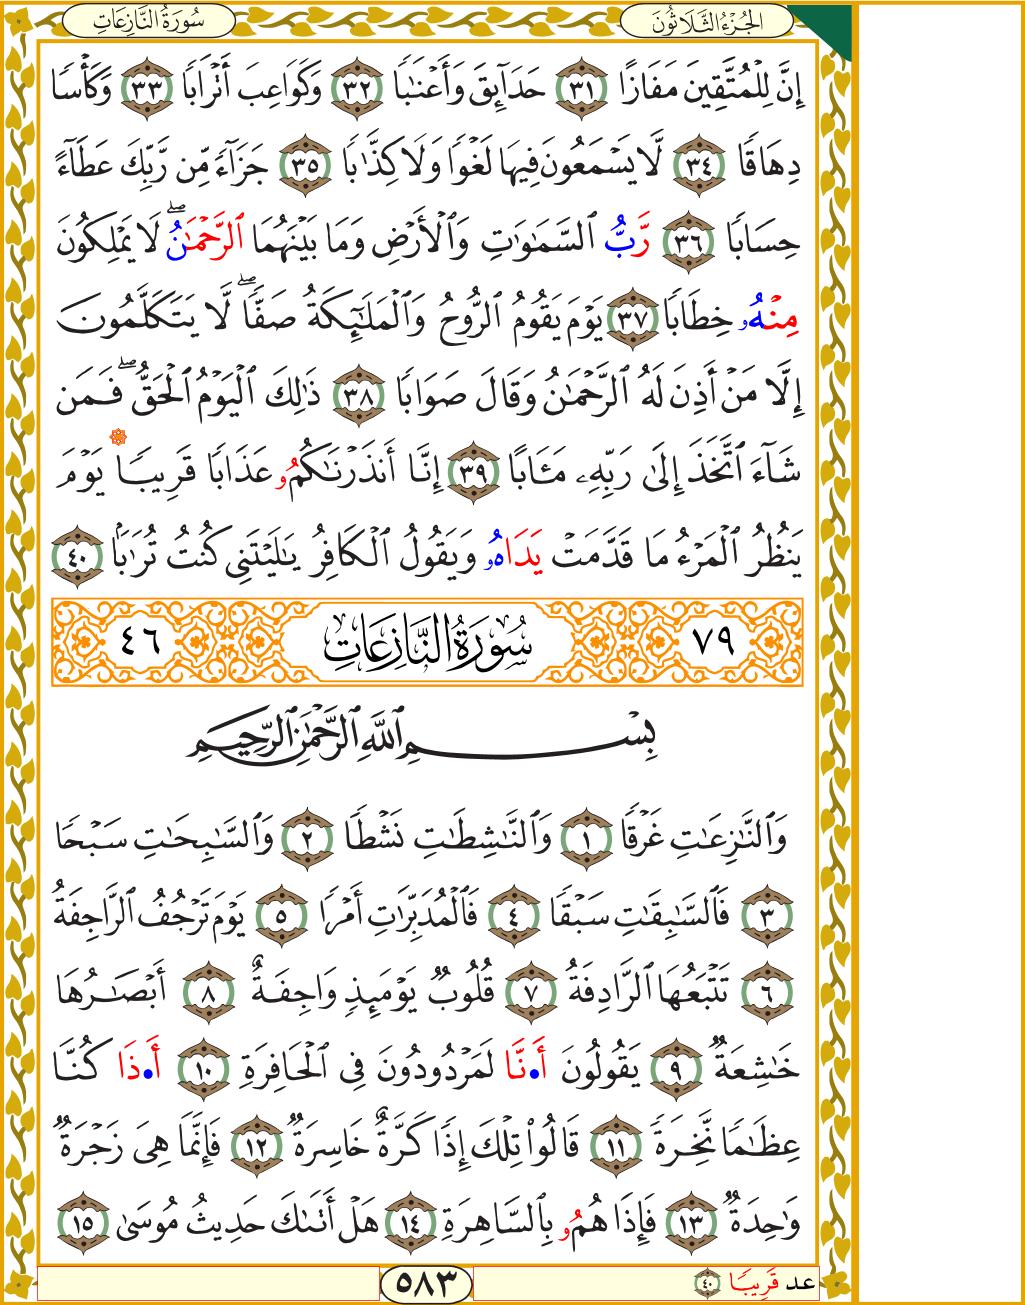 الجُزْءُ الثَّلَاثُونَ
سُورَةُ النَّازِعَاتِ
إِنَّ لِلْمُتَّقِينَ مَفَازًا ٣١ حَدَآئِقَ وَأَعْنَٰبًا ٣٢ وَكَوَاعِبَ أَتْرَابًا ٣٣ وَكَأْسًا
دِهَاقًا ٣٤ لَّا يَسْمَعُونَ فِيهَا لَغْوًا وَلَا كِذَّٰبًا ٣٥ جَزَآءً مِّن رَّبِّكَ عَطَآءً
حِسَابًا ٣٦ رَّبُّ ٱلسَّمَٰوَٰتِ وَٱلْأَرْضِ وَمَا بَيْنَهُمَا ٱلرَّحْمَٰنُۖ لَا يَمْلِكُونَ
مِنْهُۥ خِطَابًا ٣٧ يَوْمَ يَقُومُ ٱلرُّوحُ وَٱلْمَلَٰٓئِكَةُ صَفًّاۖ لَّا يَتَكَلَّمُونَ
إِلَّا مَنْ أَذِنَ لَهُ ٱلرَّحْمَٰنُ وَقَالَ صَوَابًا ٣٨ ذَٰلِكَ ٱلْيَوْمُ ٱلْحَقُّۖ فَمَن
شَآءَ ٱتَّخَذَ إِلَىٰ رَبِّهِۦ مَـَٔابًا ٣٩ إِنَّآ أَنذَرْنَٰكُمُۥ عَذَابًا قَرِيبًا يَوْمَ
يَنظُرُ ٱلْمَرْءُ مَا قَدَّمَتْ يَدَاهُۥ وَيَقُولُ ٱلْكَافِرُ يَٰلَيْتَنِي كُنتُ تُرَٰبًۢا ٤٠
٧٩ سُورَةُ النَّازِعَاتِ ٤٦
بِسْمِ ٱللَّهِ ٱلرَّحْمَٰنِ ٱلرَّحِيمِ
وَٱلنَّٰزِعَٰتِ غَرْقًا ١ وَٱلنَّٰشِطَٰتِ نَشْطًا ٢ وَٱلسَّٰبِحَٰتِ سَبْحًا
٣ فَٱلسَّٰبِقَٰتِ سَبْقًا ٤ فَٱلْمُدَبِّرَٰتِ أَمْرًا ٥ يَوْمَ تَرْجُفُ ٱلرَّاجِفَةُ
٦ تَتْبَعُهَا ٱلرَّادِفَةُ ٧ قُلُوبٌ يَوْمَئِذٍ وَاجِفَةٌ ٨ أَبْصَٰرُهَا
خَٰشِعَةٌ ٩ يَقُولُونَ أَ•نَّا لَمَرْدُودُونَ فِي ٱلْحَافِرَةِ ١٠ أَ•ذَا كُنَّا
عِظَٰمًا نَّخِرَةً ١١ قَالُوا۟ تِلْكَ إِذًا كَرَّةٌ خَاسِرَةٌ ١٢ فَإِنَّمَا هِيَ زَجْرَةٌ
وَٰحِدَةٌ ١٣ فَإِذَا هُمُۥ بِٱلسَّاهِرَةِ ١٤ هَلْ أَتَىٰكَ حَدِيثُ مُوسَىٰ ١٥
عد قَرِيبًا ٤٠
٥٨٣